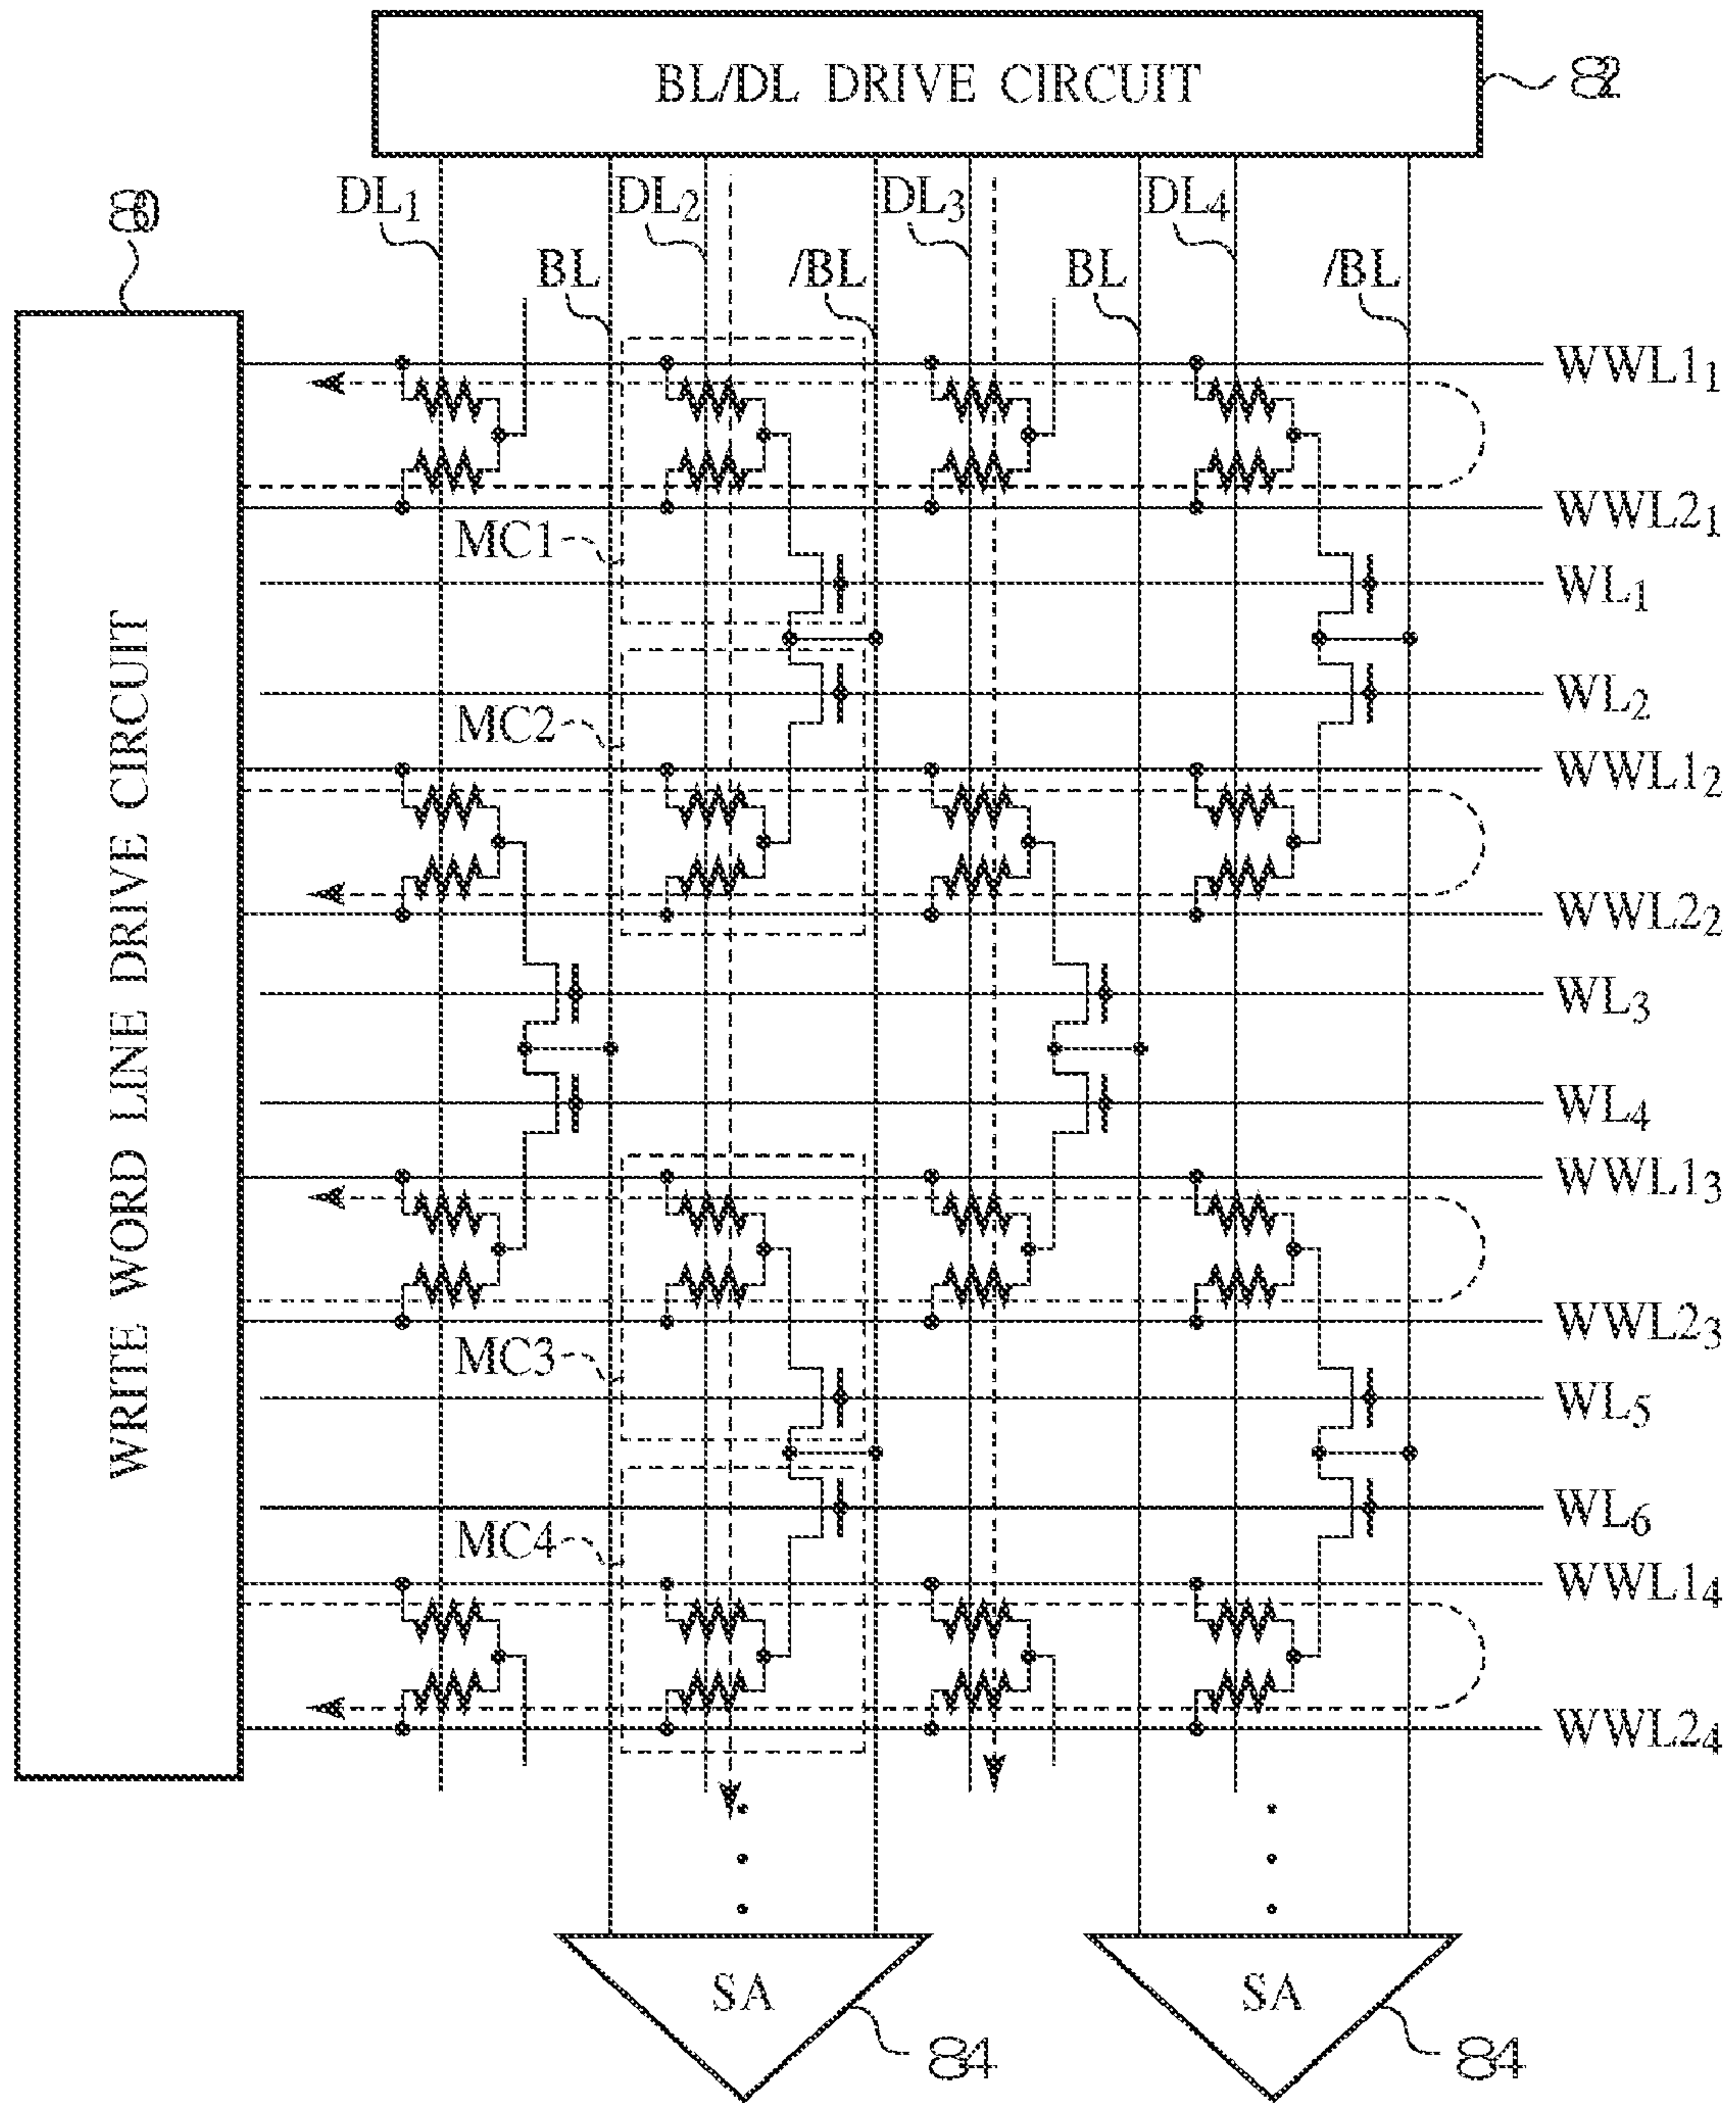 BL/DL DRIVE CIRCUIT
82
80
DL1
DL2
DL3
DL4
BL
/BL
BL
/BL
WRITE WORD LINE DRIVE CIRCUIT
WWL11
WWL21
MC1
WL1
WL2
MC2
WWL12
WWL22
WL3
WL4
WWL13
WWL23
MC3
WL5
WL6
MC4
WWL14
WWL24
SA
SA
84
84